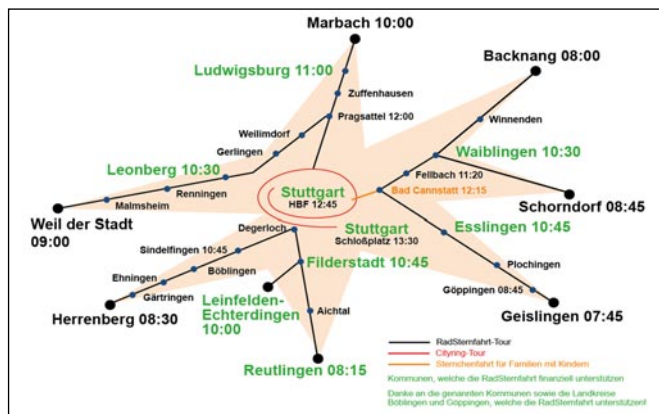 Marbach 10:00
Backnang 08:00
Ludwigsburg 11:00
Zuffenhausen
Pragsattel 12:00
Winnenden
Weilimdorf
Gerlingen
Waiblingen 10:30
Leonberg 10:30
Fellbach 11:20
Renningen
Stuttgart
HBF 12:45
Bad Cannstatt 12:15
Malmsheim
Schorndorf 08:45
Weil der Stadt
09:00
Degerloch
Stuttgart
Schloßplatz 13:30
Esslingen 10:45
Sindelfingen 10:45
Filderstadt 10:45
Plochingen
Ehningen
Böblingen
Göppingen 08:45
Gärtringen
Leinfelden-
Echterdingen
10:00
Herrenberg 08:30
Aichtal
Geislingen 07:45
Reutlingen 08:15
RadSternfahrt-Tour
Cityring-Tour
Sternchenfahrt für Familien mit Kindern
Kommunen, welche die RadSternfahrt finanziell unterstützen
Danke an die genannten Kommunen sowie die Landkreise
Böblingen und Göppingen, welche die RadSternfahrt unterstützen!